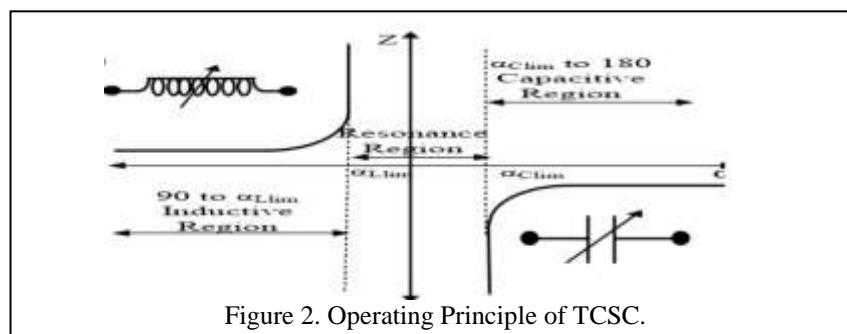 Z
αClim to 180
Capacitive
Region
Resonance
Region
αLlim
αClim
90 to αLlim
Inductive
Region
Figure 2. Operating Principle of TCSC.